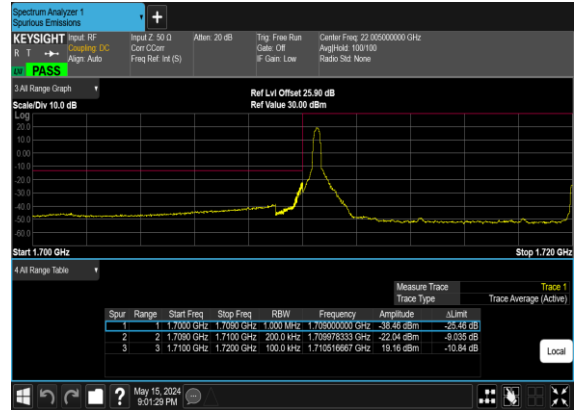 Spectrum Analyzer 1
Spurious Emissions
KEYSIGHT Input: RF Input Z: 50 Ω Atten: 20 dB Trig: Free Run Center Freq: 22.005000000 GHz
R T Coupling: DC Corr CCorr Gate: Off Avg|Hold: 100/100
Align: Auto Freq Ref: Int (S) IF Gain: Low Radio Std: None
PASS
3 All Range Graph
Ref Lvl Offset 25.90 dB
Scale/Div 10.0 dB Ref Value 30.00 dBm
Log
20.0
10.0
0.00
-10.0
-20.0
-30.0
-40.0
-50.0
-60.0
Start 1.700 GHz Stop 1.720 GHz
4 All Range Table
Measure Trace Trace 1
Trace Type Trace Average (Active)
Spur Range Start Freq Stop Freq RBW Frequency Amplitude ΔLimit
1 1 1.7000 GHz 1.7090 GHz 1.000 MHz 1.709000000 GHz -38.46 dBm -25.46 dB
2 2 1.7090 GHz 1.7100 GHz 200.0 kHz 1.709978333 GHz -22.04 dBm -9.035 dB
3 3 1.7100 GHz 1.7200 GHz 100.0 kHz 1.710516667 GHz 19.16 dBm -10.84 dB
Local
May 15, 2024
9:01:29 PM